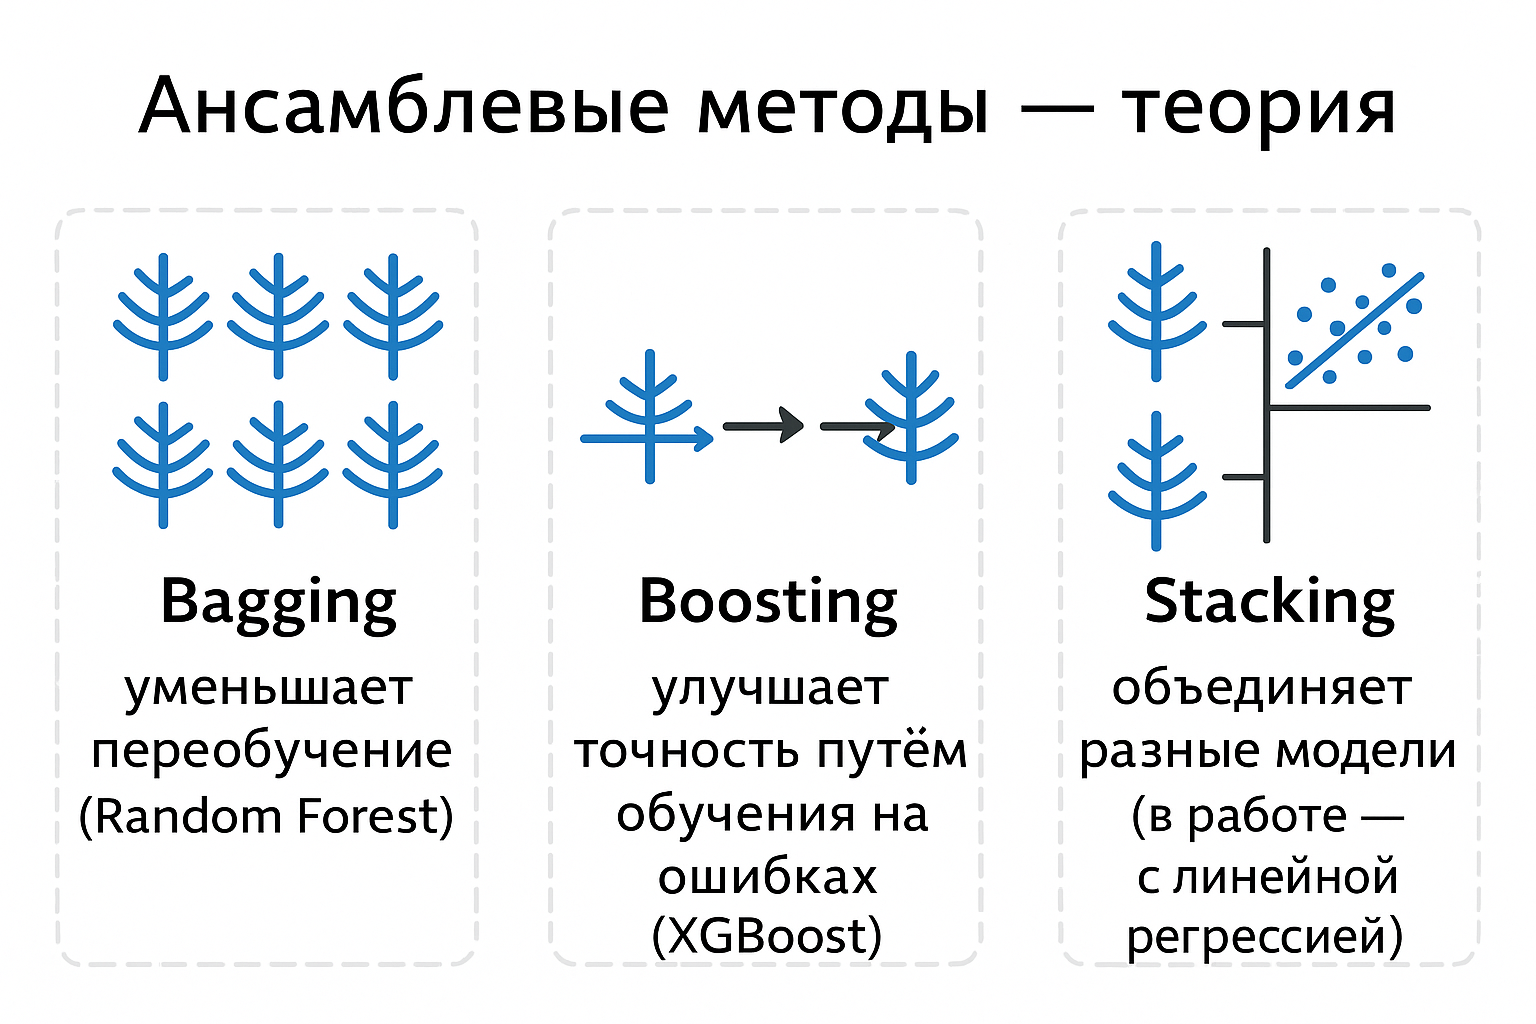 Ансамблевые методы — теория
Bagging
уменьшает
переобучение
(Random Forest)
Boosting
улучшает
точность путём
обучения на
ошибках
(XGBoost)
Stacking
объединяет
разные модели
(в работе —
с линейной
регрессией)